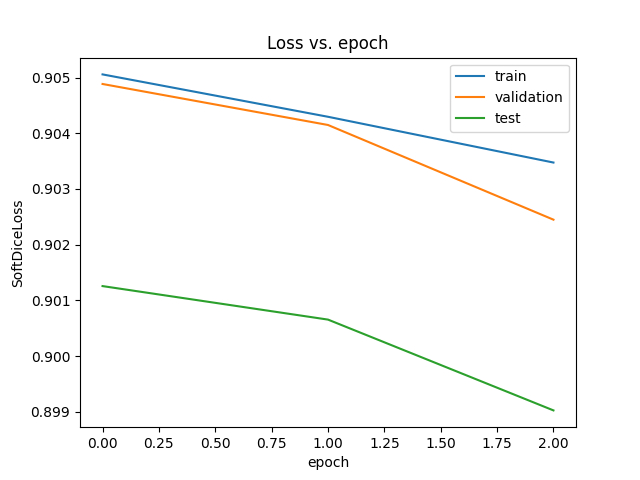 Loss vs. epoch
train
validation
test
SoftDiceLoss
0.905
0.904
0.903
0.902
0.901
0.900
0.899
0.00 0.25 0.50 0.75 1.00 1.25 1.50 1.75 2.00
epoch